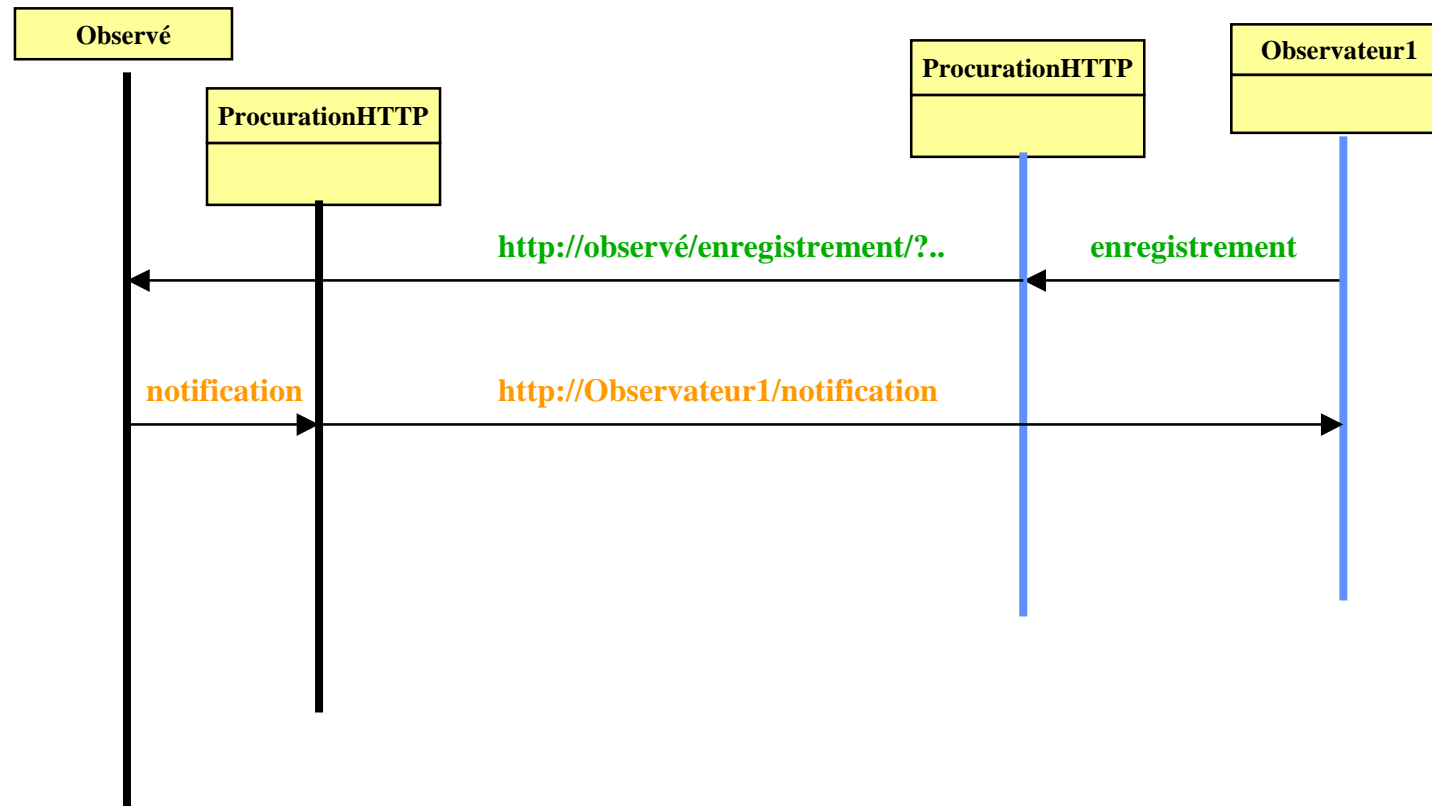 Observé
ProcurationHTTP
ProcurationHTTP
Observateur1
http://observé/enregistrement/?..
enregistrement
notification
http://Observateur1/notification